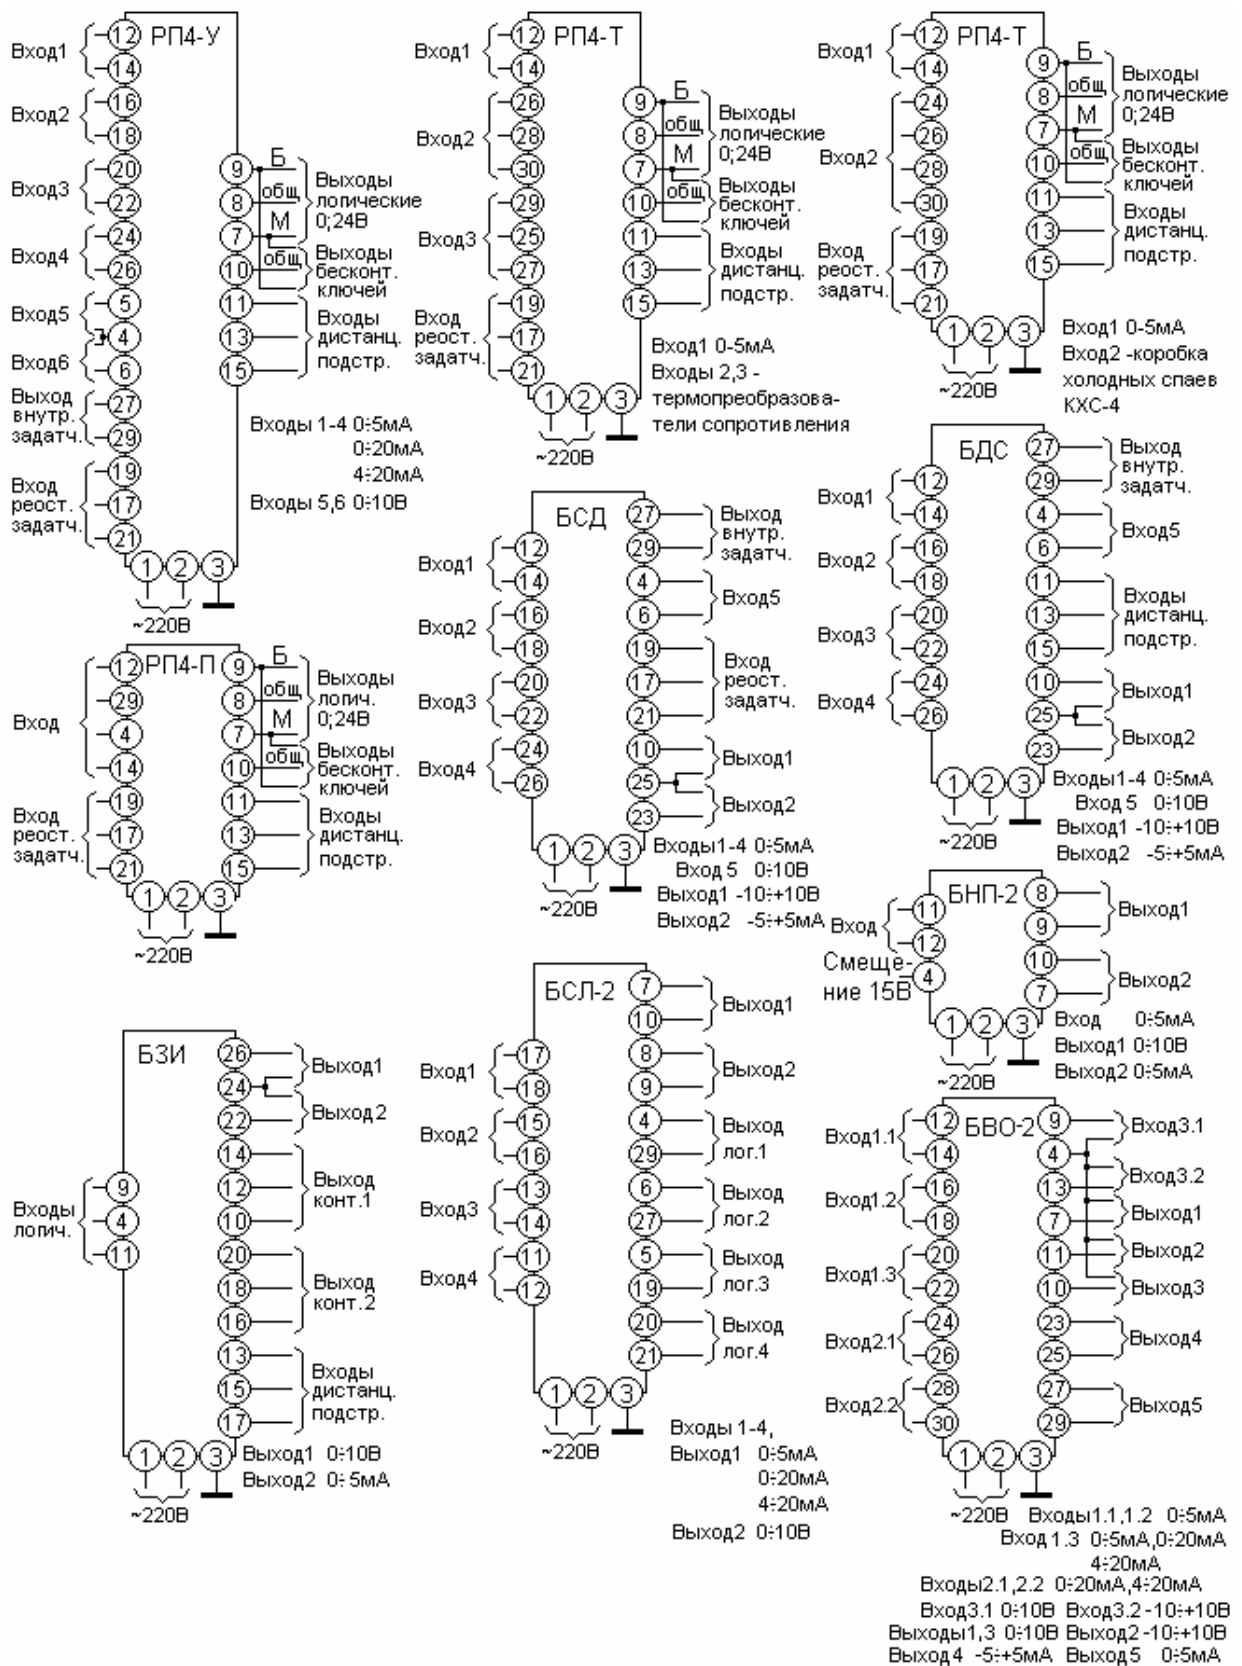 РП4-У
12
Вход1
14
16
Вход2
18
20
Вход3
22
24
Вход4
26
5
Вход5
4
Вход6
6
Выход
внутр.
задатч.
27
29
19
Вход
реост.
задатч.
17
21
9
Б
8
общ
7
М
Выходы
логические
0;24В
10
общ
Выходы
бесконт.
ключей
11
13
15
Входы
дистанц.
подстр.
1 2 3
~220В
Входы 1-4 0÷5мА
0÷20мА
4÷20мА
Входы 5,6 0÷10В
РП4-Т
12
Вход1
14
26
Вход2
28
30
29
Вход3
25
27
19
Вход
реост.
задатч.
17
21
9
Б
8
общ
7
М
Выходы
логические
0;24В
10
общ
Выходы
бесконт.
ключей
11
13
15
Входы
дистанц.
подстр.
1 2 3
~220В
Вход1 0-5мА
Входы 2,3 -
термопреобразова-
тели сопротивления
РП4-Т
12
Вход1
14
24
26
Вход2
28
30
19
Вход
реост.
задатч.
17
21
9
Б
8
общ
7
М
Выходы
логические
0;24В
10
общ
Выходы
бесконт.
ключей
11
13
15
Входы
дистанц.
подстр.
1 2 3
~220В
Вход1 0-5мА
Вход2 -коробка
холодных спаев
КХС-4
РП4-П
12
29
Вход
4
14
19
Вход
реост.
задатч.
17
21
9
Б
8
общ
7
М
Выходы
логич.
0;24В
10
общ
Выходы
бесконт.
ключей
11
13
15
Входы
дистанц.
подстр.
1 2 3
~220В
БСД
12
Вход1
14
16
Вход2
18
20
Вход3
22
24
Вход4
26
27
29
Выход
внутр.
задатч.
4
Вход5
6
19
17
21
Вход
реост.
задатч.
10
Выход1
25
Выход2
23
1 2 3
~220В
Входы1-4 0÷5мА
Вход 5 0÷10В
Выход1 -10÷+10В
Выход2 -5÷+5мА
БДС
12
Вход1
14
16
Вход2
18
20
Вход3
22
24
Вход4
26
27
29
Выход
внутр.
задатч.
4
Вход5
6
11
13
15
Входы
дистанц.
подстр.
10
Выход1
25
Выход2
23
1 2 3
~220В
Входы1-4 0÷5мА
Вход 5 0÷10В
Выход1 -10÷+10В
Выход2 -5÷+5мА
БНП-2
11
Вход
12
Смеще-
ние 15В
4
8
Выход1
9
10
Выход2
7
1 2 3
~220В
Вход 0÷5мА
Выход1 0÷10В
Выход2 0÷5мА
БЗИ
9
Входы
логич.
4
11
26
Выход1
24
Выход2
22
14
12
10
Выход
конт.1
20
18
16
Выход
конт.2
13
15
17
Входы
дистанц.
подстр.
1 2 3
~220В
Выход1 0÷10В
Выход2 0÷5мА
БСЛ-2
17
Вход1
18
15
Вход2
16
13
Вход3
14
11
Вход4
12
7
Выход1
10
8
Выход2
9
4
29
Выход
лог.1
6
27
Выход
лог.2
5
19
Выход
лог.3
20
21
Выход
лог.4
1 2 3
~220В
Входы 1-4,
Выход1 0÷5мА
0÷20мА
4÷20мА
Выход2 0÷10В
БВО-2
12
Вход1.1
14
16
Вход1.2
18
20
Вход1.3
22
24
Вход2.1
26
28
Вход2.2
30
9
Вход3.1
4
Вход3.2
13
Выход1
7
Выход2
11
Выход3
10
23
Выход4
25
27
Выход5
29
1 2 3
~220В
Входы1.1,1.2 0÷5мА
Вход 1.3 0÷5мА,0÷20мА
4÷20мА
Входы2.1,2.2 0÷20мА,4÷20мА
Вход3.1 0÷10В Вход3.2 -10÷+10В
Выходы1,3 0÷10В Выход2 -10÷+10В
Выход4 -5÷+5мА Выход5 0÷5мА